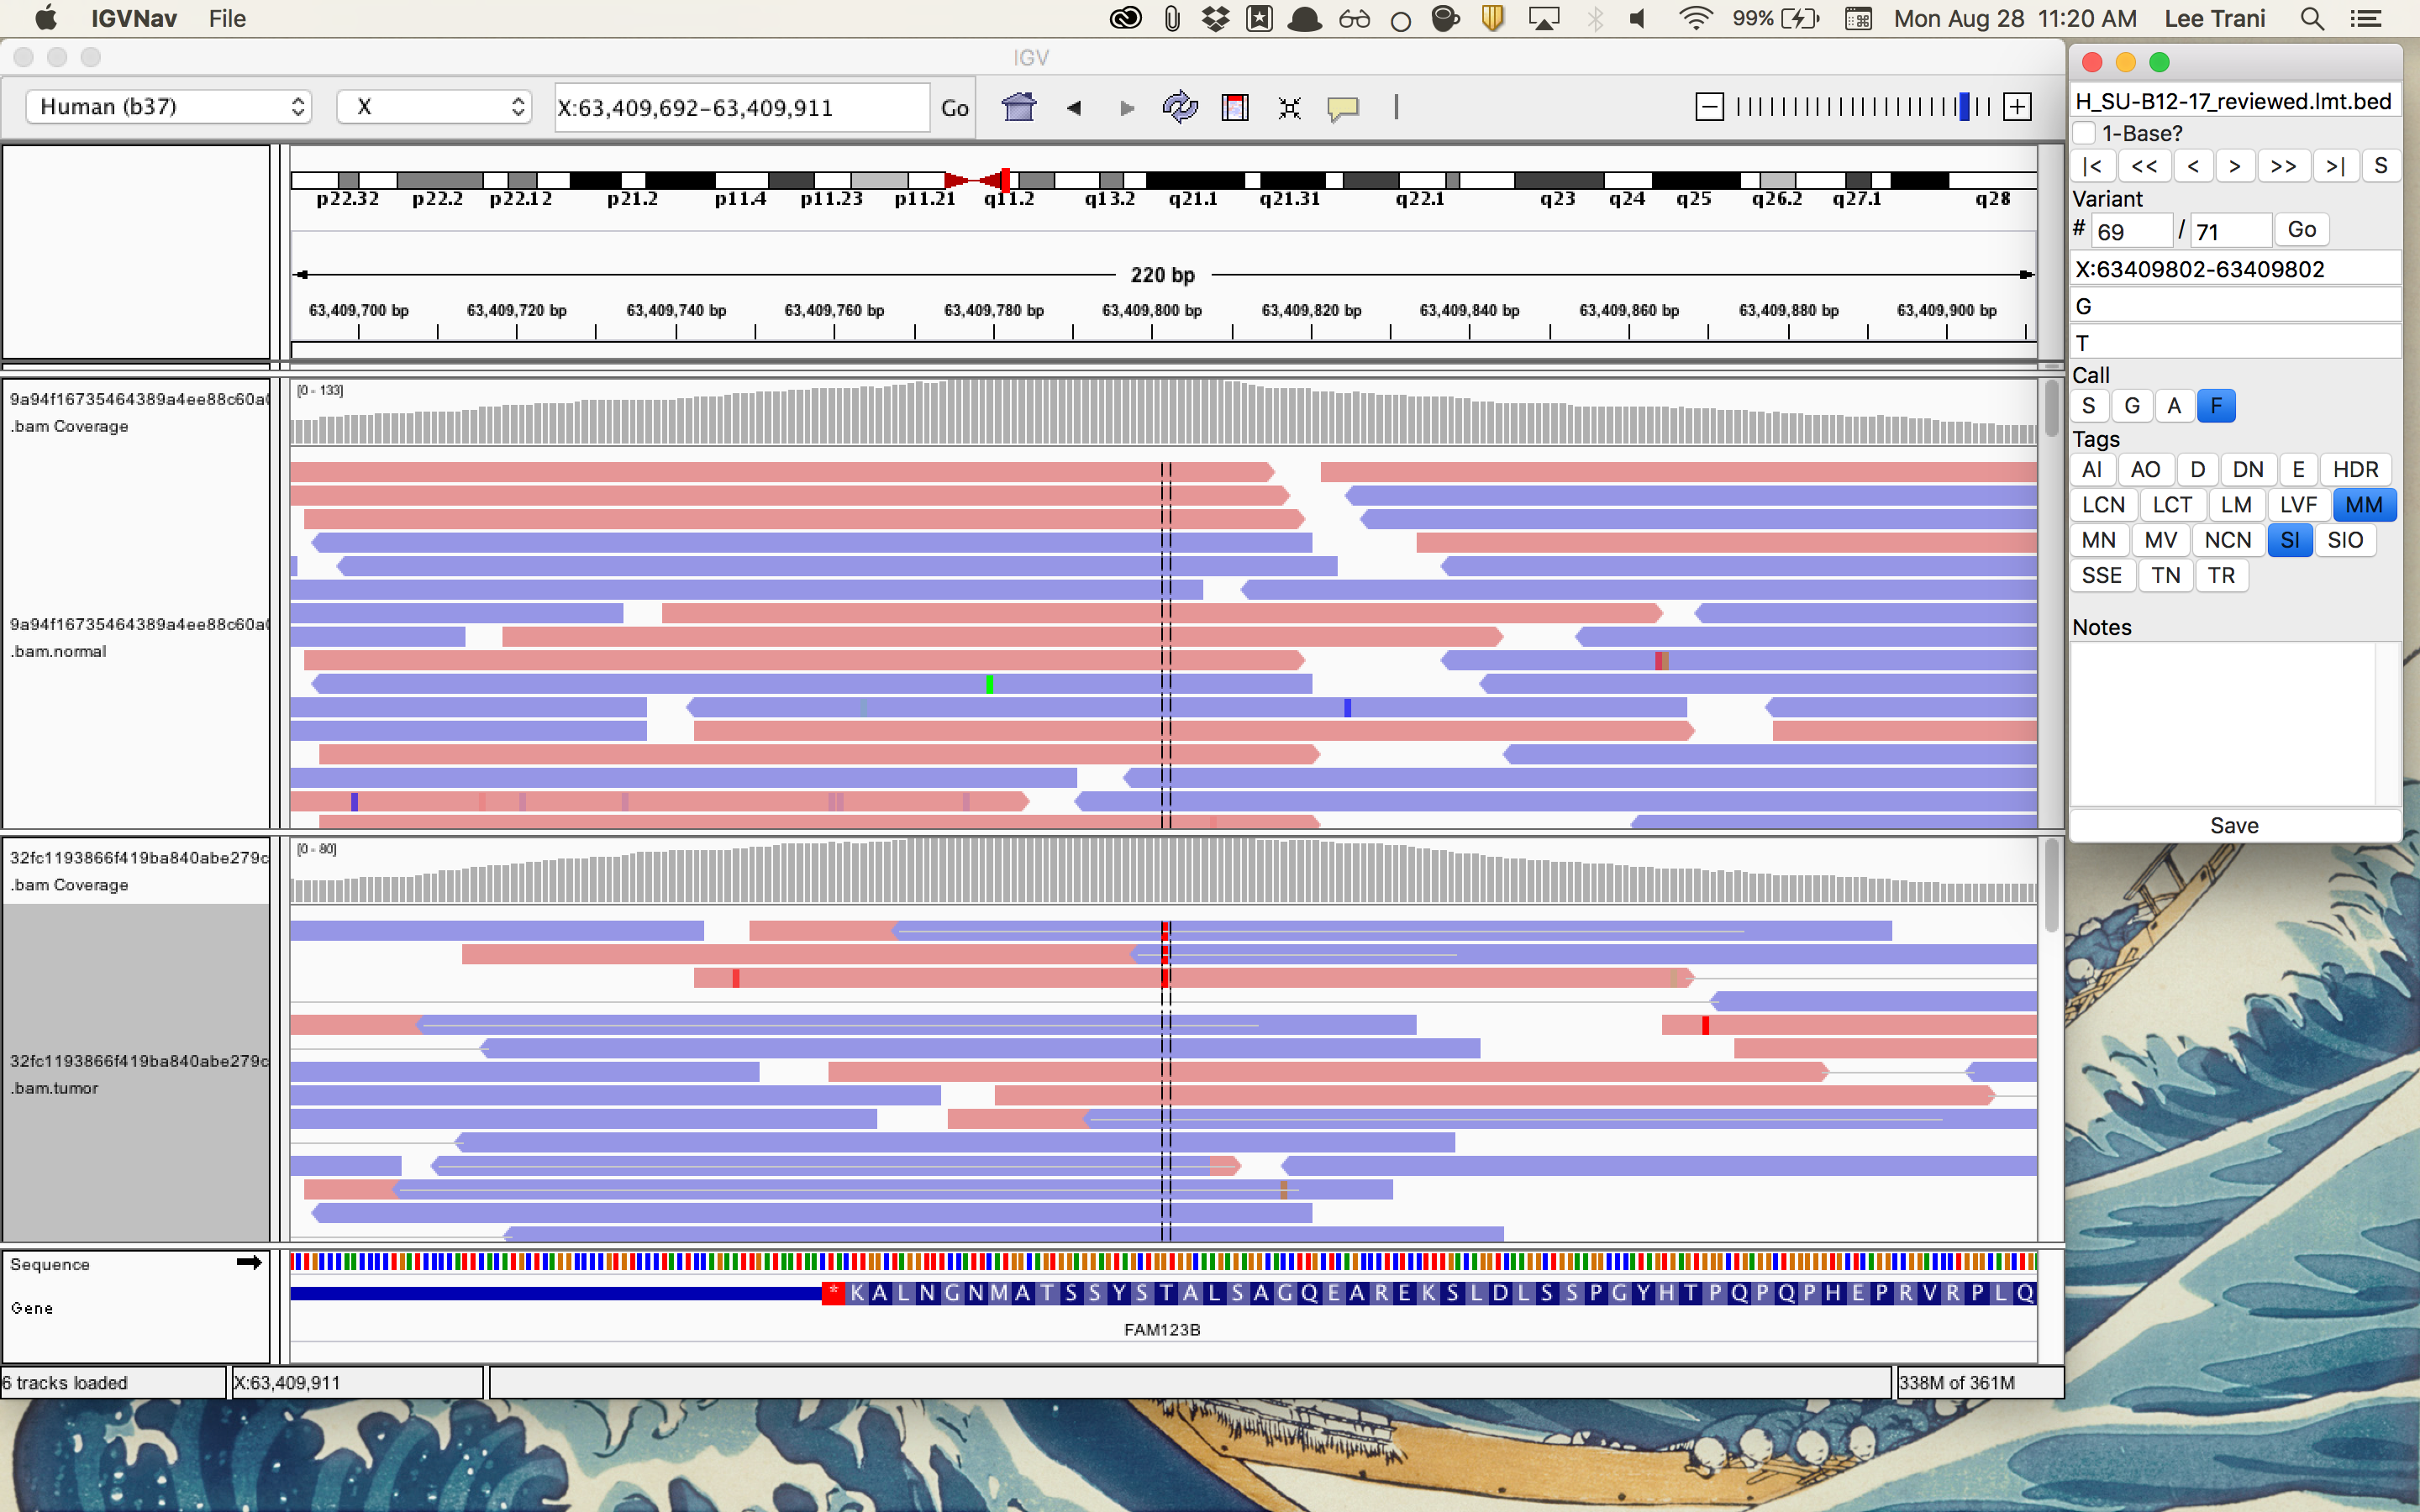 IGVNav File 99% Mon Aug 28 11:20 AM Lee Trani
IGV
Human (b37) X X:63,409,692-63,409,911 Go
p22.32 p22.2 p22.12 p21.2 p11.4 p11.23 p11.21 q11.2 q13.2 q21.1 q21.31 q22.1 q23 q24 q25 q26.2 q27.1 q28
220 bp
63,409,700 bp 63,409,720 bp 63,409,740 bp 63,409,760 bp 63,409,780 bp 63,409,800 bp 63,409,820 bp 63,409,840 bp 63,409,860 bp 63,409,880 bp 63,409,900 bp
[0 - 133]
9a94f16735464389a4ee88c60a
.bam Coverage
9a94f16735464389a4ee88c60a
.bam.normal
[0 - 80]
32fc1193866f419ba840abe279c
.bam Coverage
32fc1193866f419ba840abe279c
.bam.tumor
Sequence
Gene
* K A L N G N M A T S S Y S T A L S A G Q E A R E K S L D L S S P G Y H T P Q P Q P H E P R V R P L Q
FAM123B
6 tracks loaded X:63,409,911 338M of 361M
H_SU-B12-17_reviewed.lmt.bed
1-Base?
|< << < > >> >| S
Variant
# 69 / 71 Go
X:63409802-63409802
G
T
Call
S G A F
Tags
AI AO D DN E HDR
LCN LCT LM LVF MM
MN MV NCN SI SIO
SSE TN TR
Notes
Save